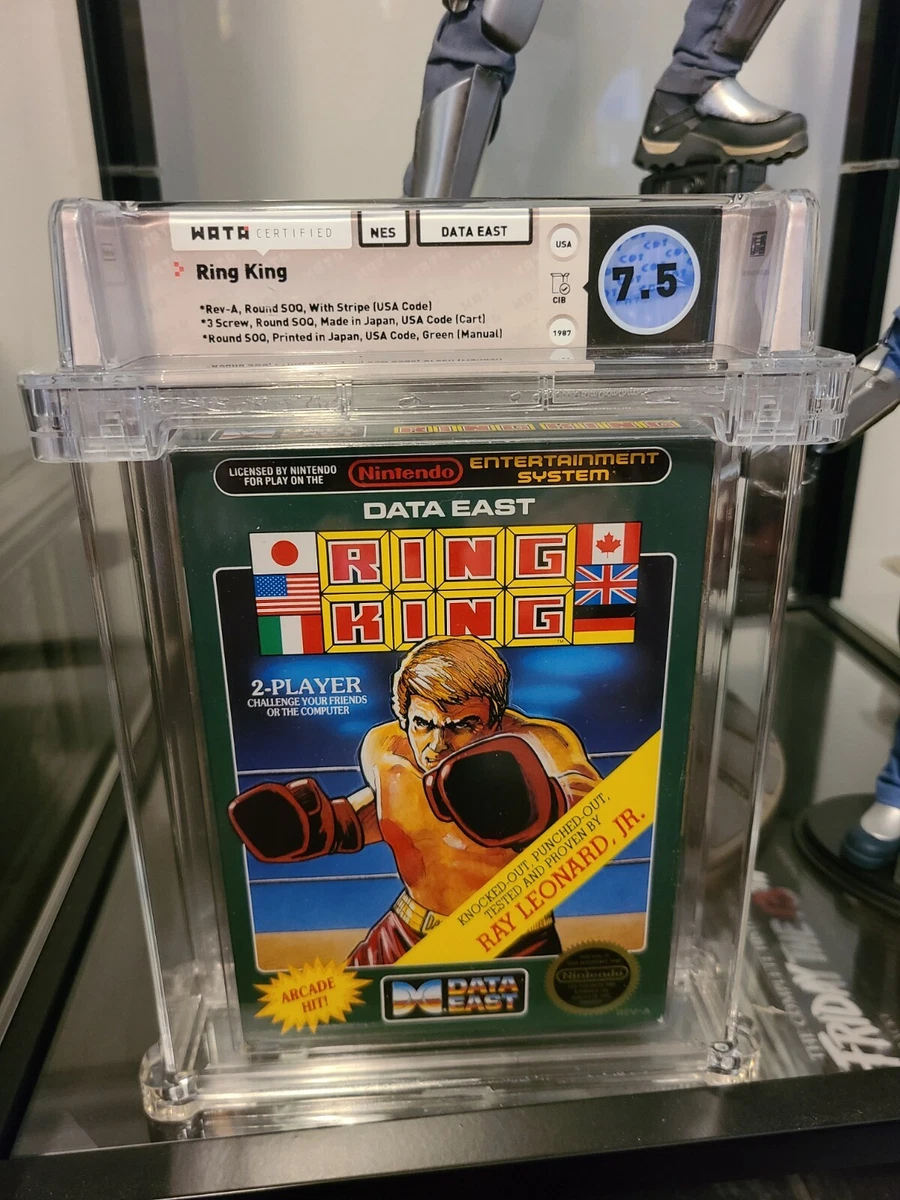 WATA CERTIFIED
NES
DATA EAST
USA
Ring King
CIB
7.5
*Rev-A, Round SOQ, With Stripe (USA Code)
*3 Screw, Round SOQ, Made in Japan, USA Code (Cart)
*Round SOQ, Printed in Japan, USA Code, Green (Manual)
1987
LICENSED BY NINTENDO
FOR PLAY ON THE
Nintendo
ENTERTAINMENT
SYSTEM
DATA EAST
RING
KING
TM
2-PLAYER
CHALLENGE YOUR FRIENDS
OR THE COMPUTER
KNOCKED-OUT, PUNCHED-OUT,
TESTED AND PROVEN BY
RAY LEONARD, JR.
ARCADE
HIT!
DATA
EAST
Nintendo
REV-A